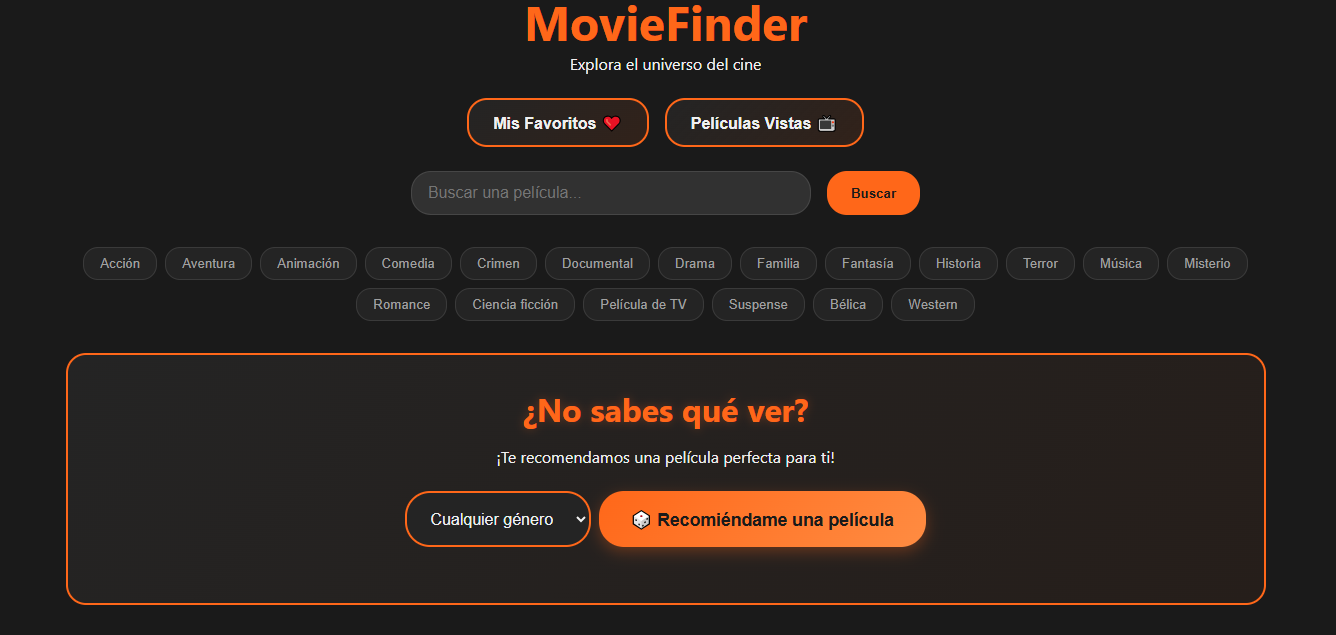 MovieFinder
Explora el universo del cine
Mis Favoritos ❤️ Películas Vistas 📺
Buscar una película... Buscar
Acción Aventura Animación Comedia Crimen Documental Drama Familia Fantasía Historia Terror Música Misterio
Romance Ciencia ficción Película de TV Suspense Bélica Western
¿No sabes qué ver?
¡Te recomendamos una película perfecta para ti!
Cualquier género 🎲 Recomiéndame una película